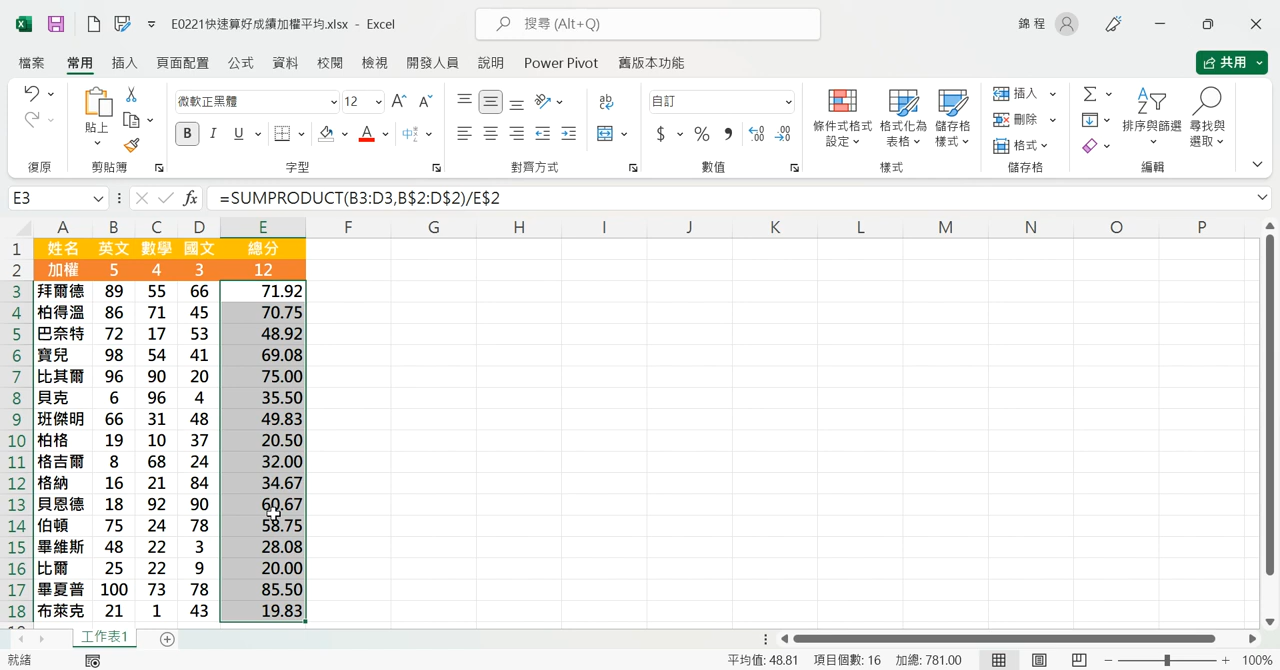 E0221快速算好成績加權平均.xlsx - Excel
搜尋 (Alt+Q)
錦 程
檔案 常用 插入 頁面配置 公式 資料 校閱 檢視 開發人員 說明 Power Pivot 舊版本功能
共用
微軟正黑體 12
自訂
貼上
B I U
$ % 9
條件式格式設定
格式化為表格
儲存格樣式
插入
刪除
格式
排序與篩選
尋找與選取
復原 剪貼簿 字型 對齊方式 數值 樣式 儲存格 編輯
E3 fx =SUMPRODUCT(B3:D3,B$2:D$2)/E$2
A B C D E F G H I J K L M N O P
1 姓名 英文 數學 國文 總分
2 加權 5 4 3 12
3 拜爾德 89 55 66 71.92
4 柏得溫 86 71 45 70.75
5 巴奈特 72 17 53 48.92
6 寶兒 98 54 41 69.08
7 比其爾 96 90 20 75.00
8 貝克 6 96 4 35.50
9 班傑明 66 31 48 49.83
10 柏格 19 10 37 20.50
11 格吉爾 8 68 24 32.00
12 格納 16 21 84 34.67
13 貝恩德 18 92 90 60.67
14 伯頓 75 24 78 58.75
15 畢維斯 48 22 3 28.08
16 比爾 25 22 9 20.00
17 畢夏普 100 73 78 85.50
18 布萊克 21 1 43 19.83
工作表1
就緒 平均值: 48.81 項目個數: 16 加總: 781.00 100%